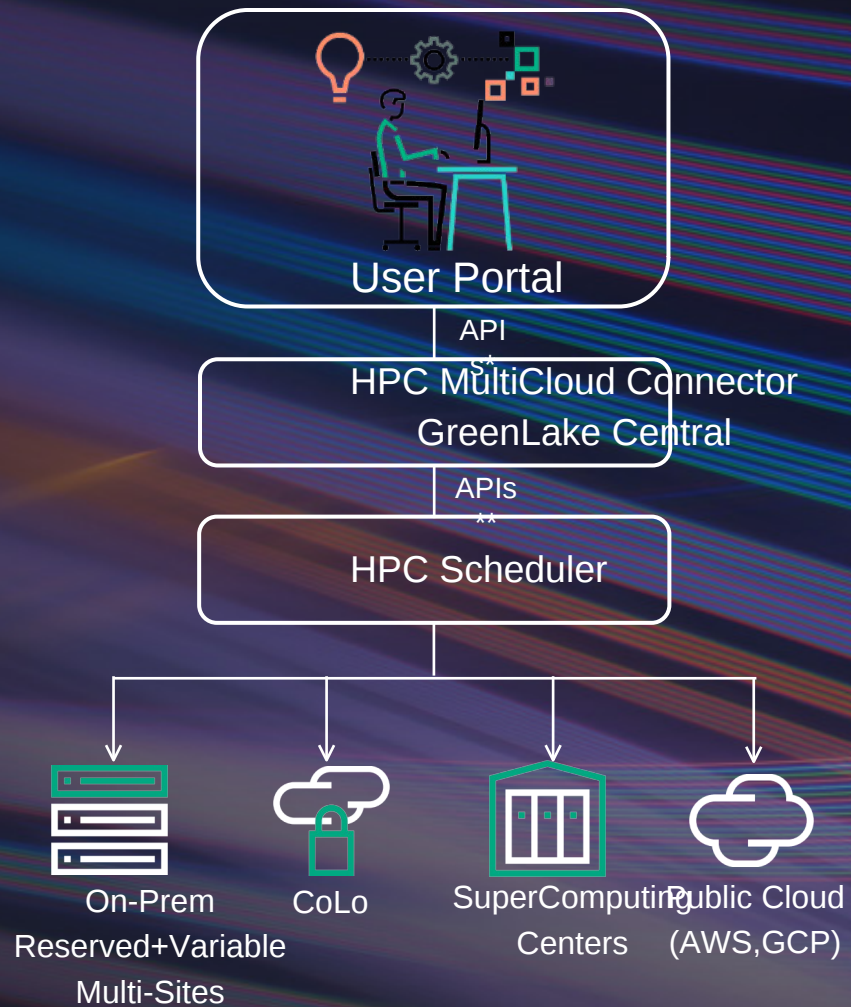 User Portal
API
s*
HPC MultiCloud Connector
GreenLake Central
APIs
**
HPC Scheduler
On-Prem
Reserved+Variable
Multi-Sites
CoLo
SuperComputing
Centers
Public Cloud
(AWS,GCP)